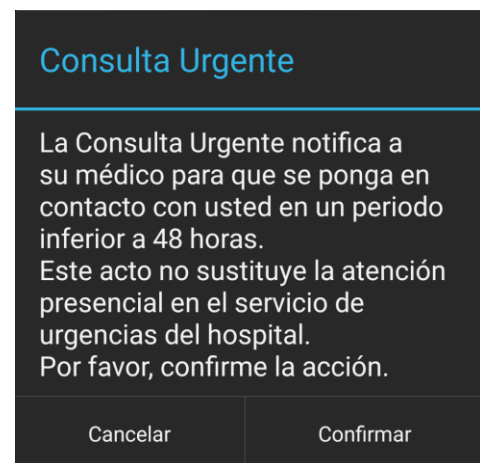 Consulta Urgente
La Consulta Urgente notifica a
su médico para que se ponga en
contacto con usted en un periodo
inferior a 48 horas.
Este acto no sustituye la atención
presencial en el servicio de
urgencias del hospital.
Por favor, confirme la acción.
Cancelar
Confirmar